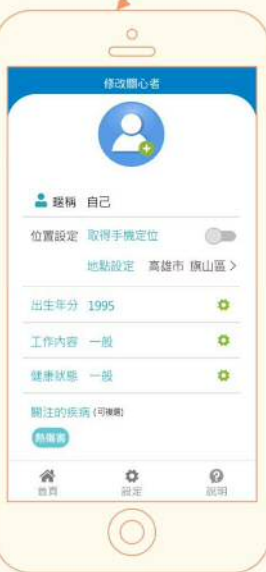 修改關心者
暱稱 自己
位置設定 取得手機定位
地點設定 高雄市 旗山區 >
出生年分 1995
工作內容 一般
健康狀態 一般
關注的疾病 (可複選)
熱傷害
首頁 設定 說明